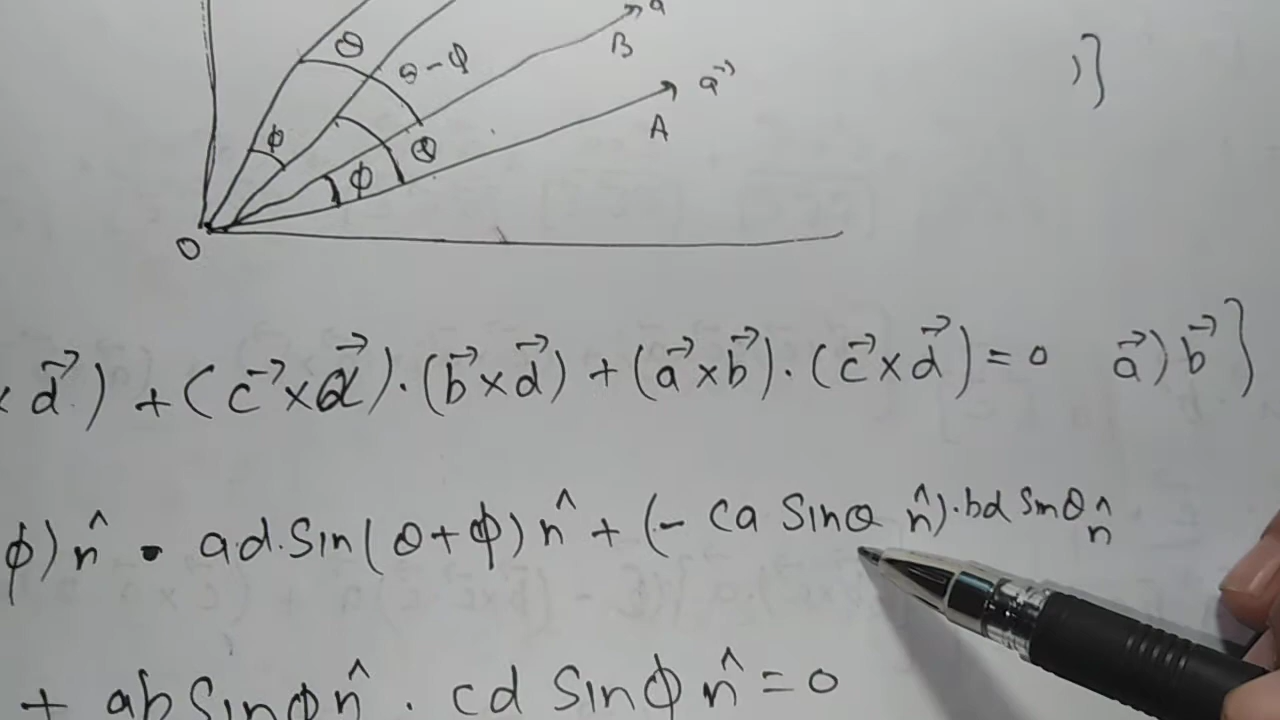 a
θ
B
θ-φ
a→
φ
θ
A
φ
O
× d→) + (c→ × a→).(b→ × d→) + (a→ × b→).(c→ × d→) = 0 a→) b→}
φ) n̂ . ad.Sin(θ+φ) n̂ + (- ca Sinθ n̂).bd Sinθ n̂
+ ab Sinφ n̂ . cd Sinφ n̂ = 0